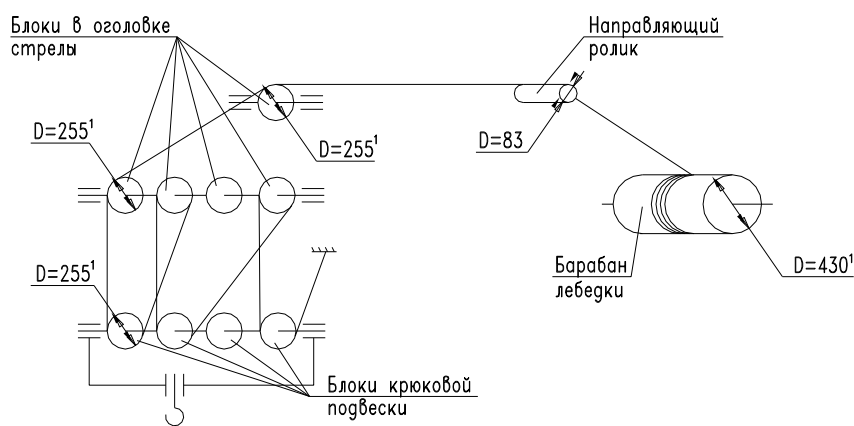 Блоки в оголовке
стрелы
Направляющий
ролик
D=255¹
D=255¹
D=83
D=255¹
Барабан
лебедки
D=430¹
Блоки крюковой
подвески